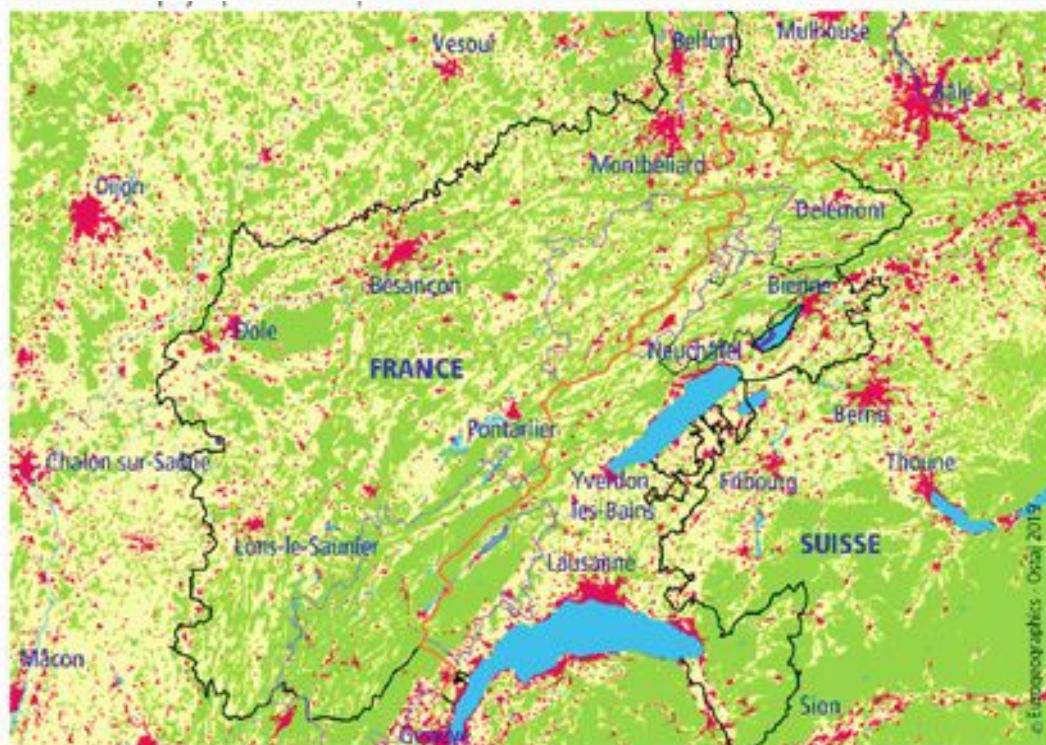 Vesoul
Belfort
Mulhouse
Bâle
Montbéliard
Dijon
Delémont
Besançon
Bienne
Dole
Neuchâtel
FRANCE
Berne
Pontarlier
Chalon sur-Saône
Yverdon
les-Bains
Fribourg
Thoune
Lons-le-Saunier
SUISSE
Lausanne
Mâcon
Sion
Genève
© Eurogeographics - Ostaj 2019